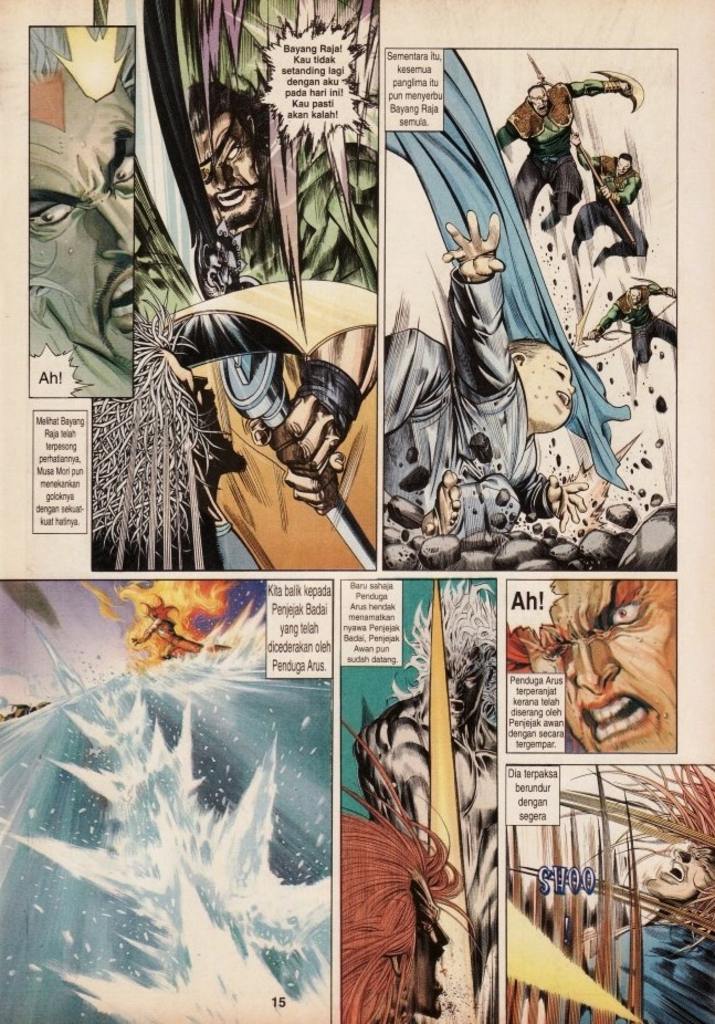 Bayang Raja!
Kau tidak
setanding lagi
dengan aku
pada hari ini!
Kau pasti
akan kalah!
Sementara itu,
kesemua
panglima itu
pun menyerbu
Bayang Raja
semula.
Ah!
Melihat Bayang
Raja telah
terpesong
perhatiannya,
Musa Mori pun
menekankan
goloknya
dengan sekuat-
kuat hatinya.
Kita balik kepada
Penjejak Badai
yang telah
dicederakan oleh
Penduga Arus.
Baru sahaja
Penduga
Arus hendak
menamatkan
nyawa Penjejak
Badai, Penjejak
Awan pun
sudah datang.
Ah!
Penduga Arus
terperanjat
kerana telah
diserang oleh
Penjejak awan
dengan secara
tergempar.
Dia terpaksa
berundur
dengan
segera
SHOO
15